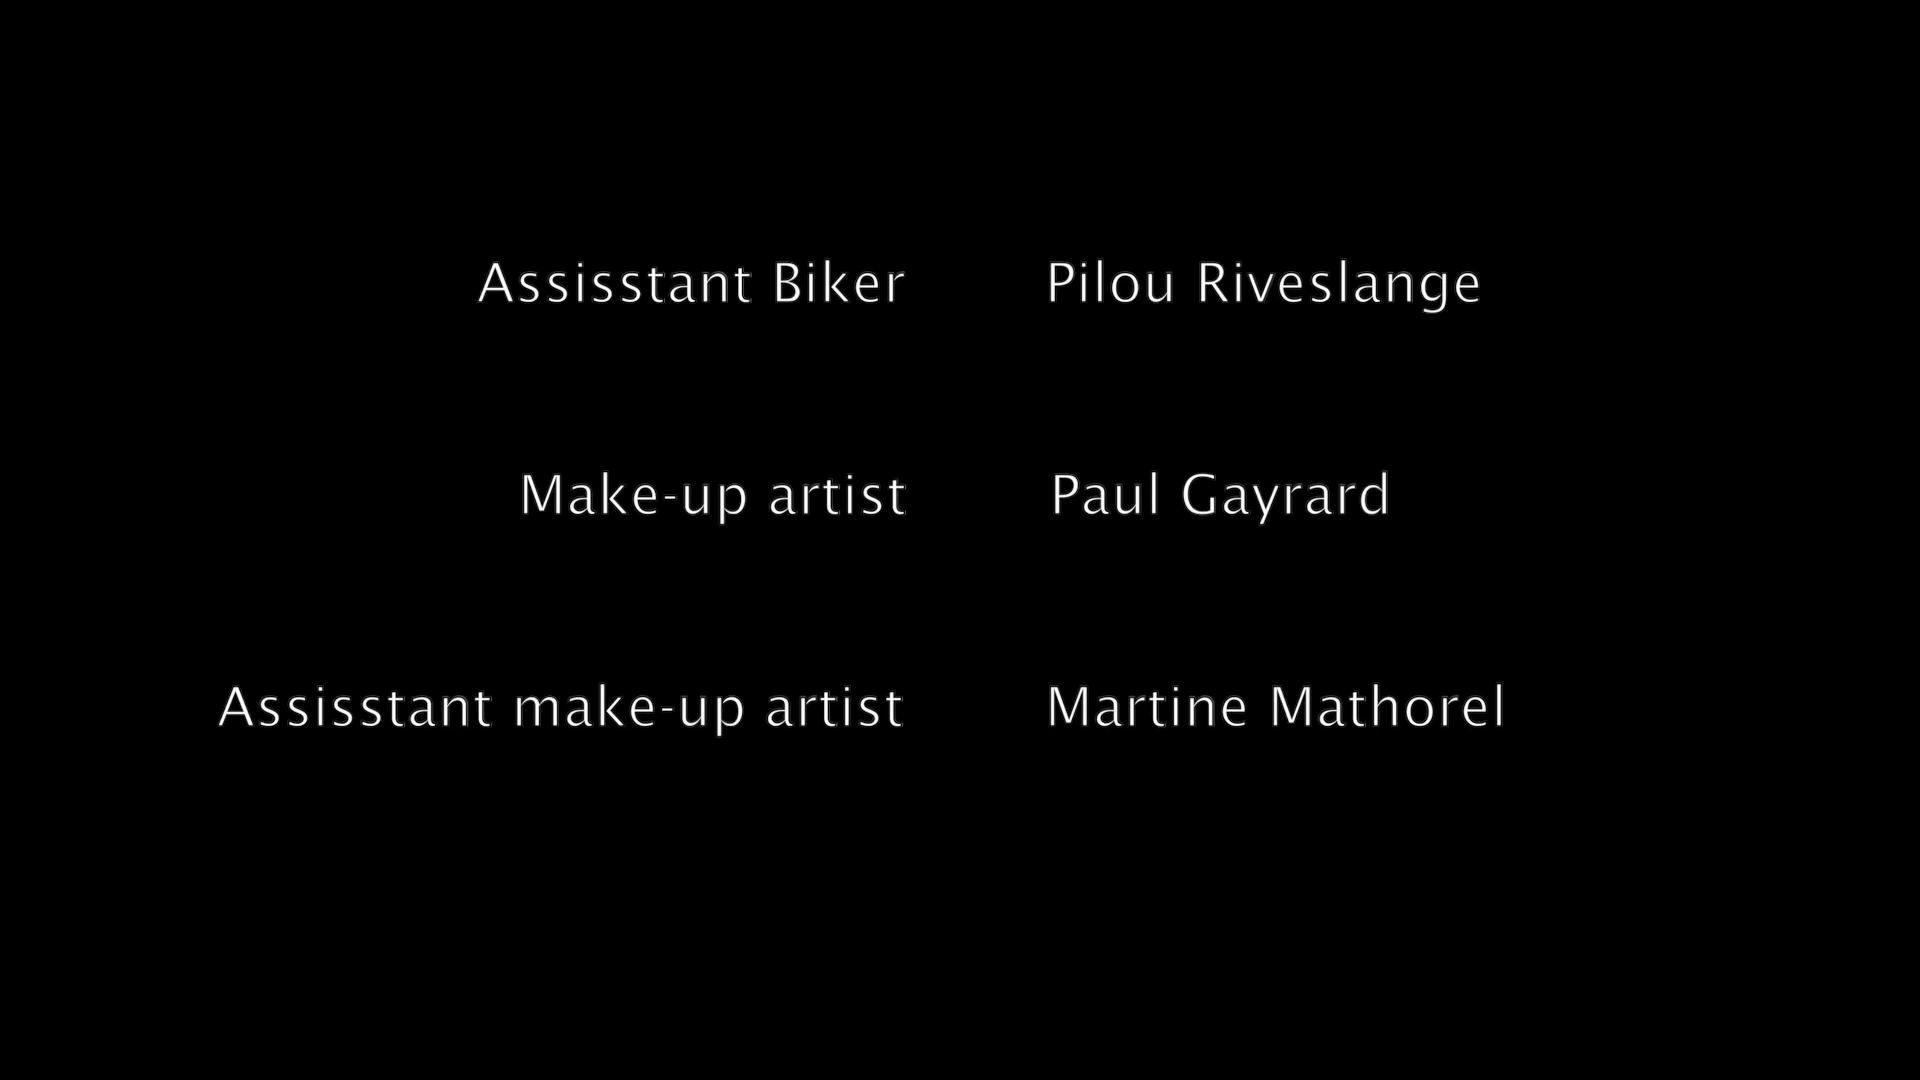 Assisstant Biker Pilou Riveslange
Make-up artist Paul Gayrard
Assisstant make-up artist Martine Mathorel